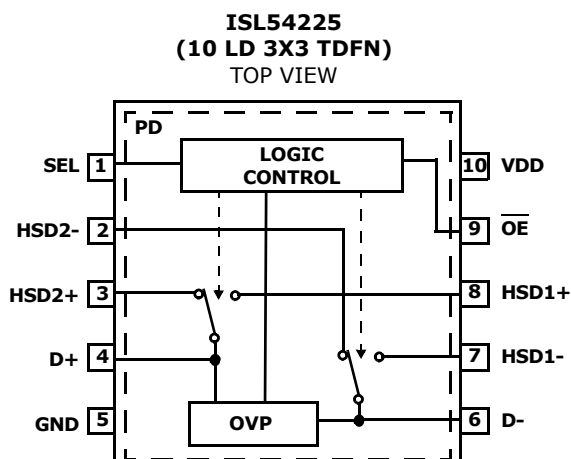 ISL54225
(10 LD 3X3 TDFN)
TOP VIEW
PD
LOGIC
CONTROL
SEL 1
10 VDD
HSD2- 2
9 OE
HSD2+ 3
8 HSD1+
D+ 4
7 HSD1-
GND 5
OVP
6 D-